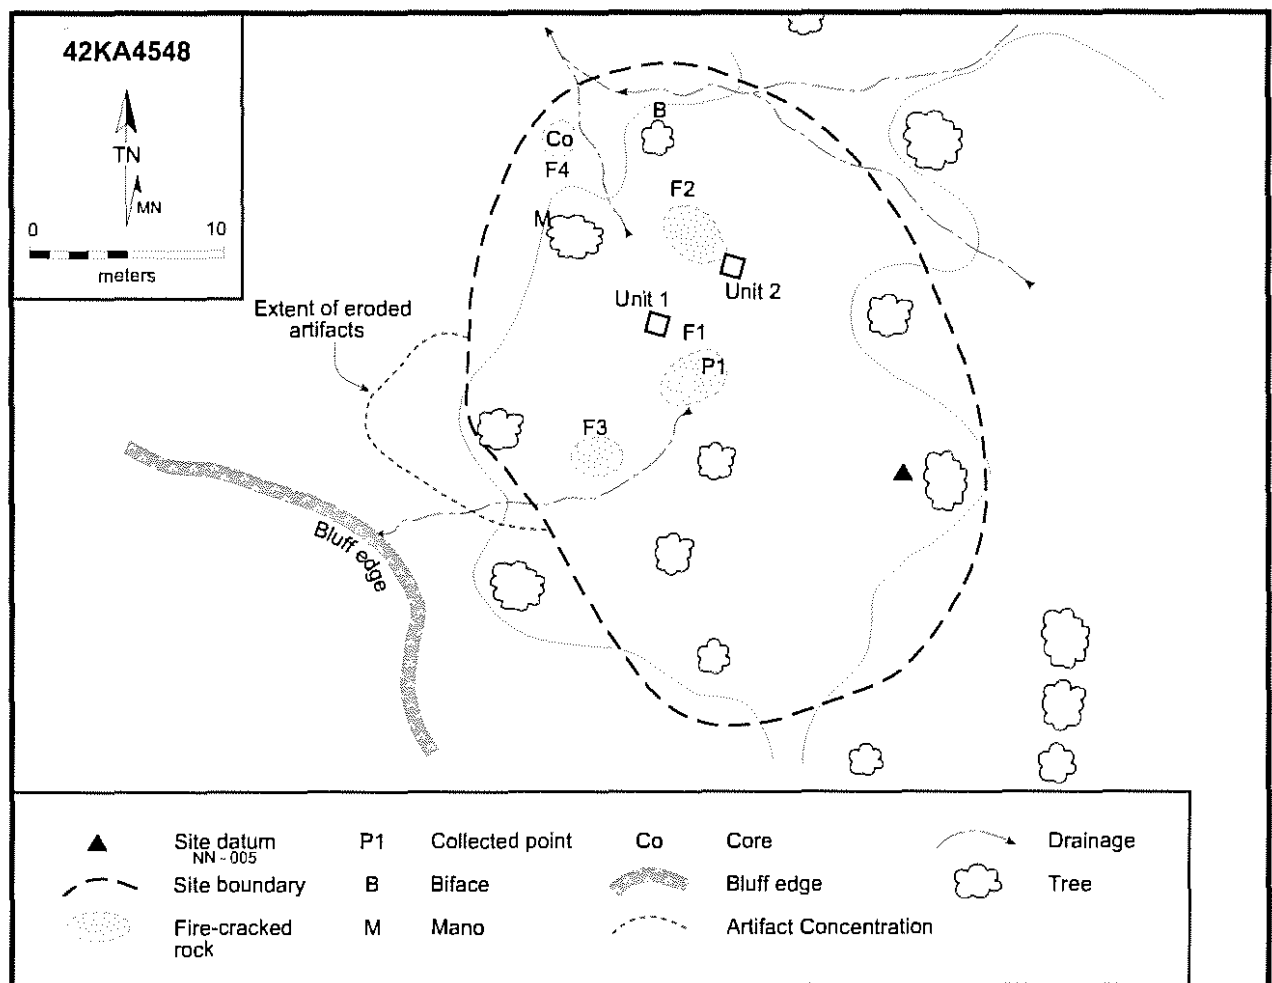 42KA4548
TN
MN
0 10
meters
B
Co
F4
F2
M
Unit 2
Unit 1
Extent of eroded
artifacts
F1
P1
F3
Bluff edge
Site datum
NN - 005
P1 Collected point
Co Core
Drainage
Site boundary
B Biface
Bluff edge
Tree
Fire-cracked
rock
M Mano
Artifact Concentration